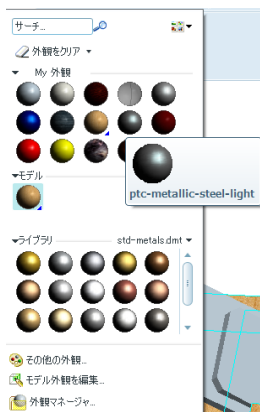 サーチ...
外観をクリア
My 外観
ptc-metallic-steel-light
モデル
ライブラリ std-metals.dmt
その他の外観...
モデル外観を編集...
外観マネージャ...